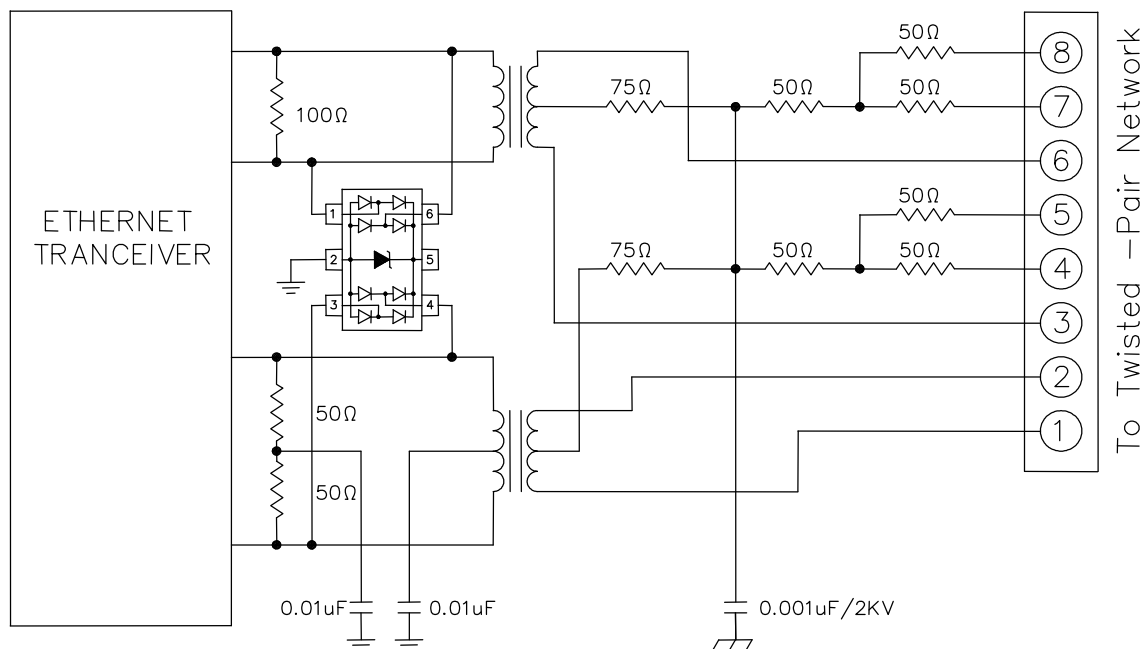 50Ω
8
75Ω
50Ω
50Ω
7
100Ω
6
1
6
ETHERNET
TRANCEIVER
50Ω
5
2
5
75Ω
50Ω
50Ω
4
3
4
3
2
50Ω
1
50Ω
0.01uF
0.01uF
0.001uF/2KV
To Twisted -Pair Network